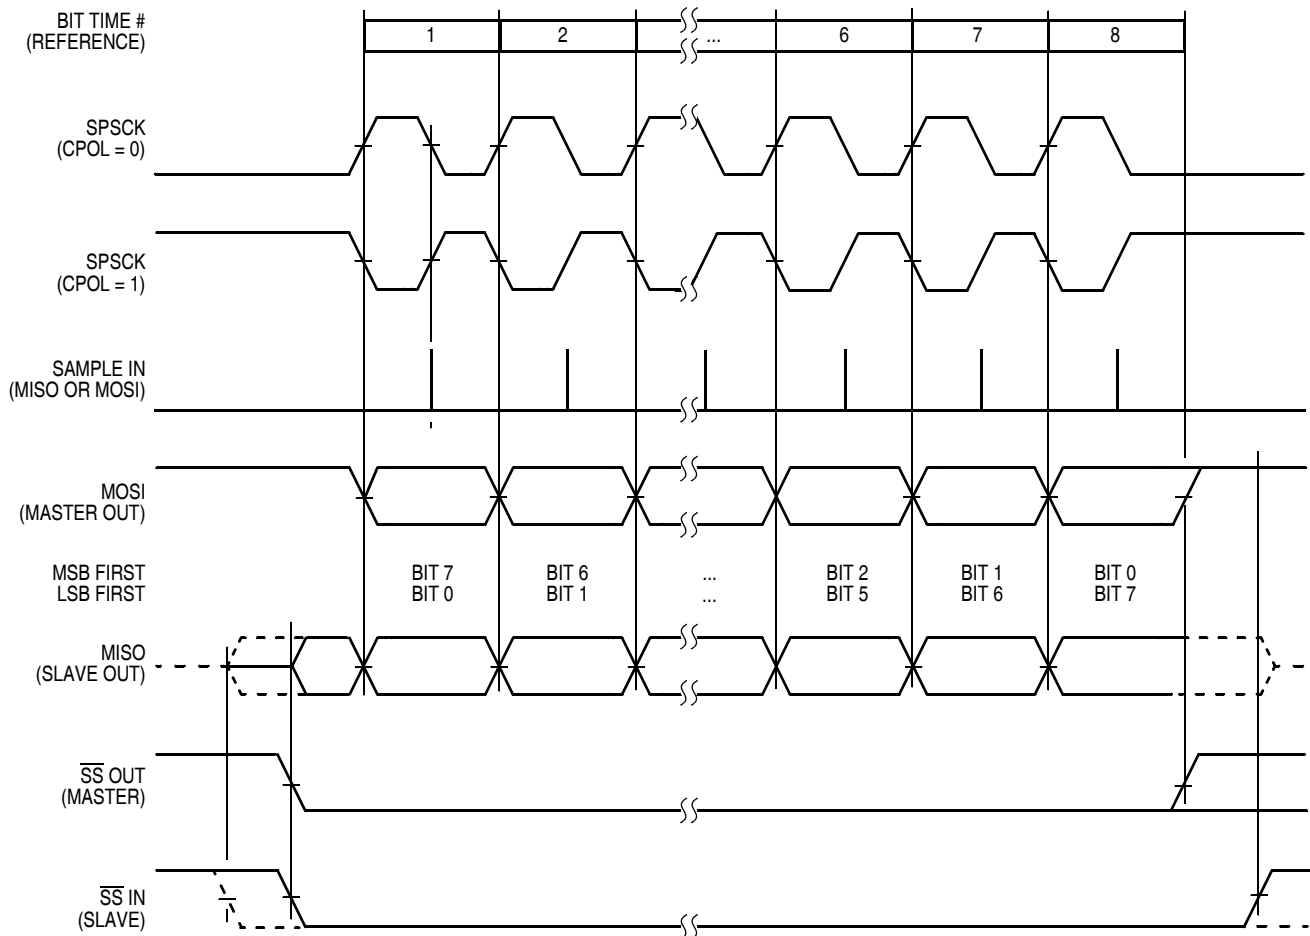 BIT TIME #
(REFERENCE)
1 2 ... 6 7 8
SPSCK
(CPOL = 0)
SPSCK
(CPOL = 1)
SAMPLE IN
(MISO OR MOSI)
MOSI
(MASTER OUT)
MSB FIRST BIT 7 BIT 6 ... BIT 2 BIT 1 BIT 0
LSB FIRST BIT 0 BIT 1 ... BIT 5 BIT 6 BIT 7
MISO
(SLAVE OUT)
S̅S̅ OUT
(MASTER)
S̅S̅ IN
(SLAVE)